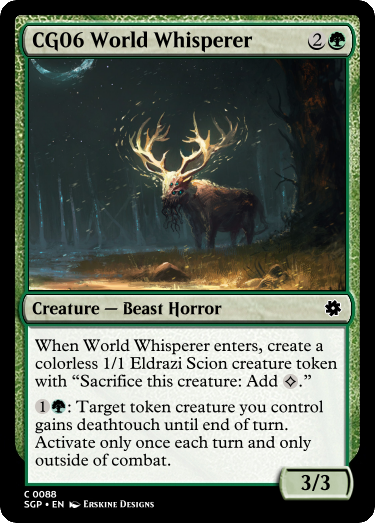 CG06 World Whisperer 2
Creature — Beast Horror
When World Whisperer enters, create a
colorless 1/1 Eldrazi Scion creature token
with “Sacrifice this creature: Add .”
1 : Target token creature you control
gains deathtouch until end of turn.
Activate only once each turn and only
outside of combat.
3/3
C 0088
SGP • EN Erskine Designs